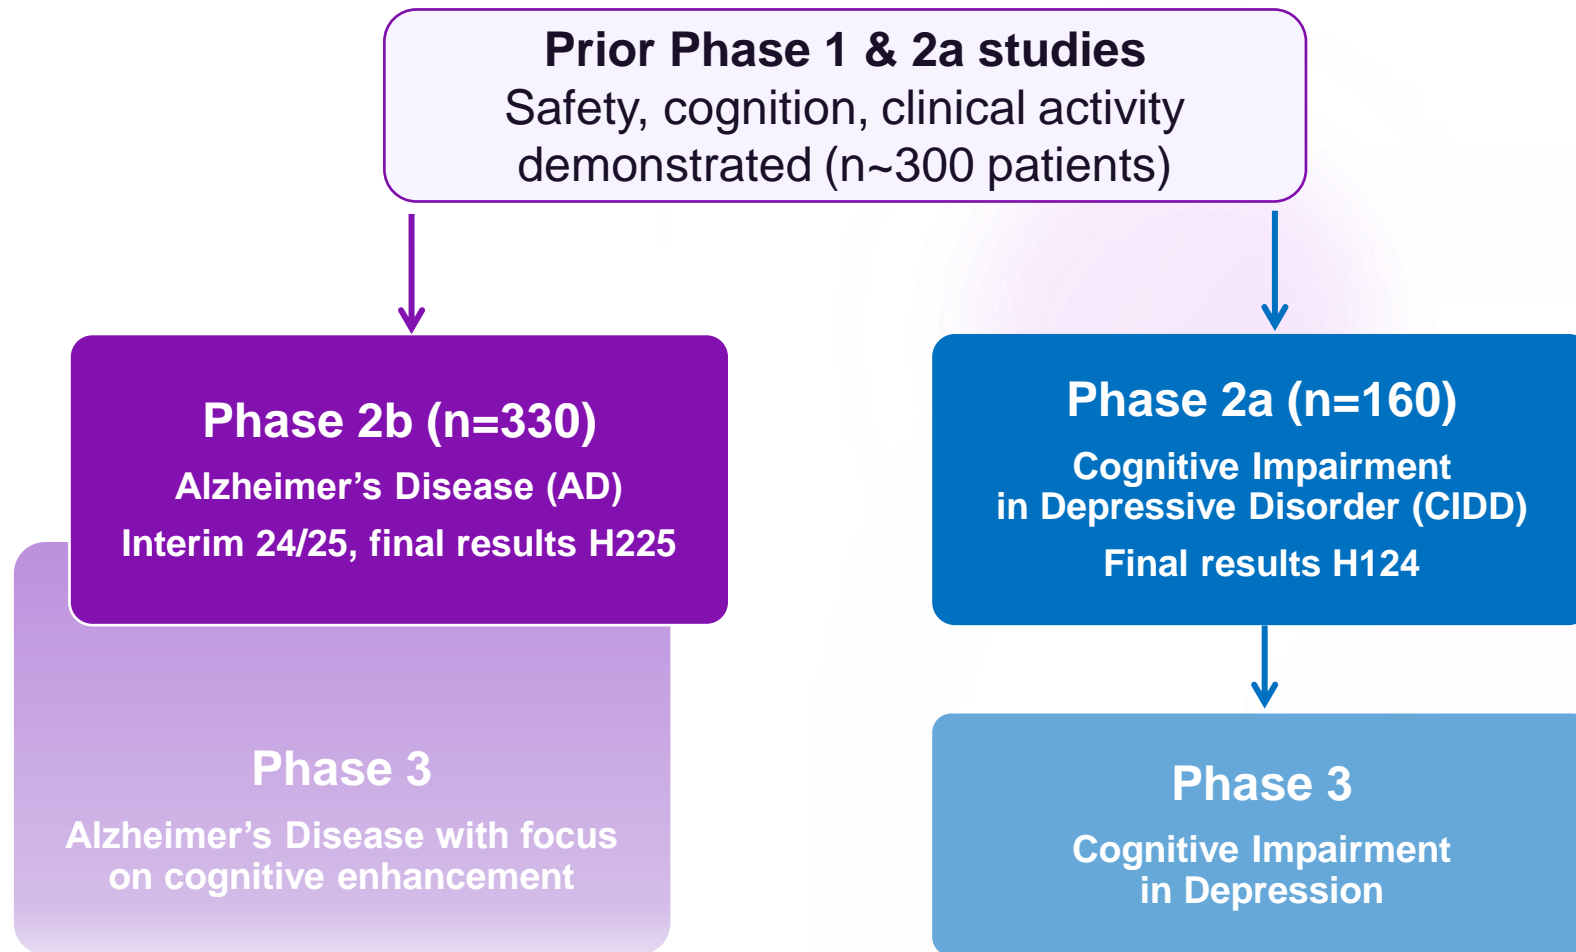 Prior Phase 1 & 2a studies
Safety, cognition, clinical activity
demonstrated (n~300 patients)
Phase 2b (n=330)
Alzheimer’s Disease (AD)
Interim 24/25, final results H225
Phase 3
Alzheimer’s Disease with focus
on cognitive enhancement
Phase 2a (n=160)
Cognitive Impairment
in Depressive Disorder (CIDD)
Final results H124
Phase 3
Cognitive Impairment
in Depression